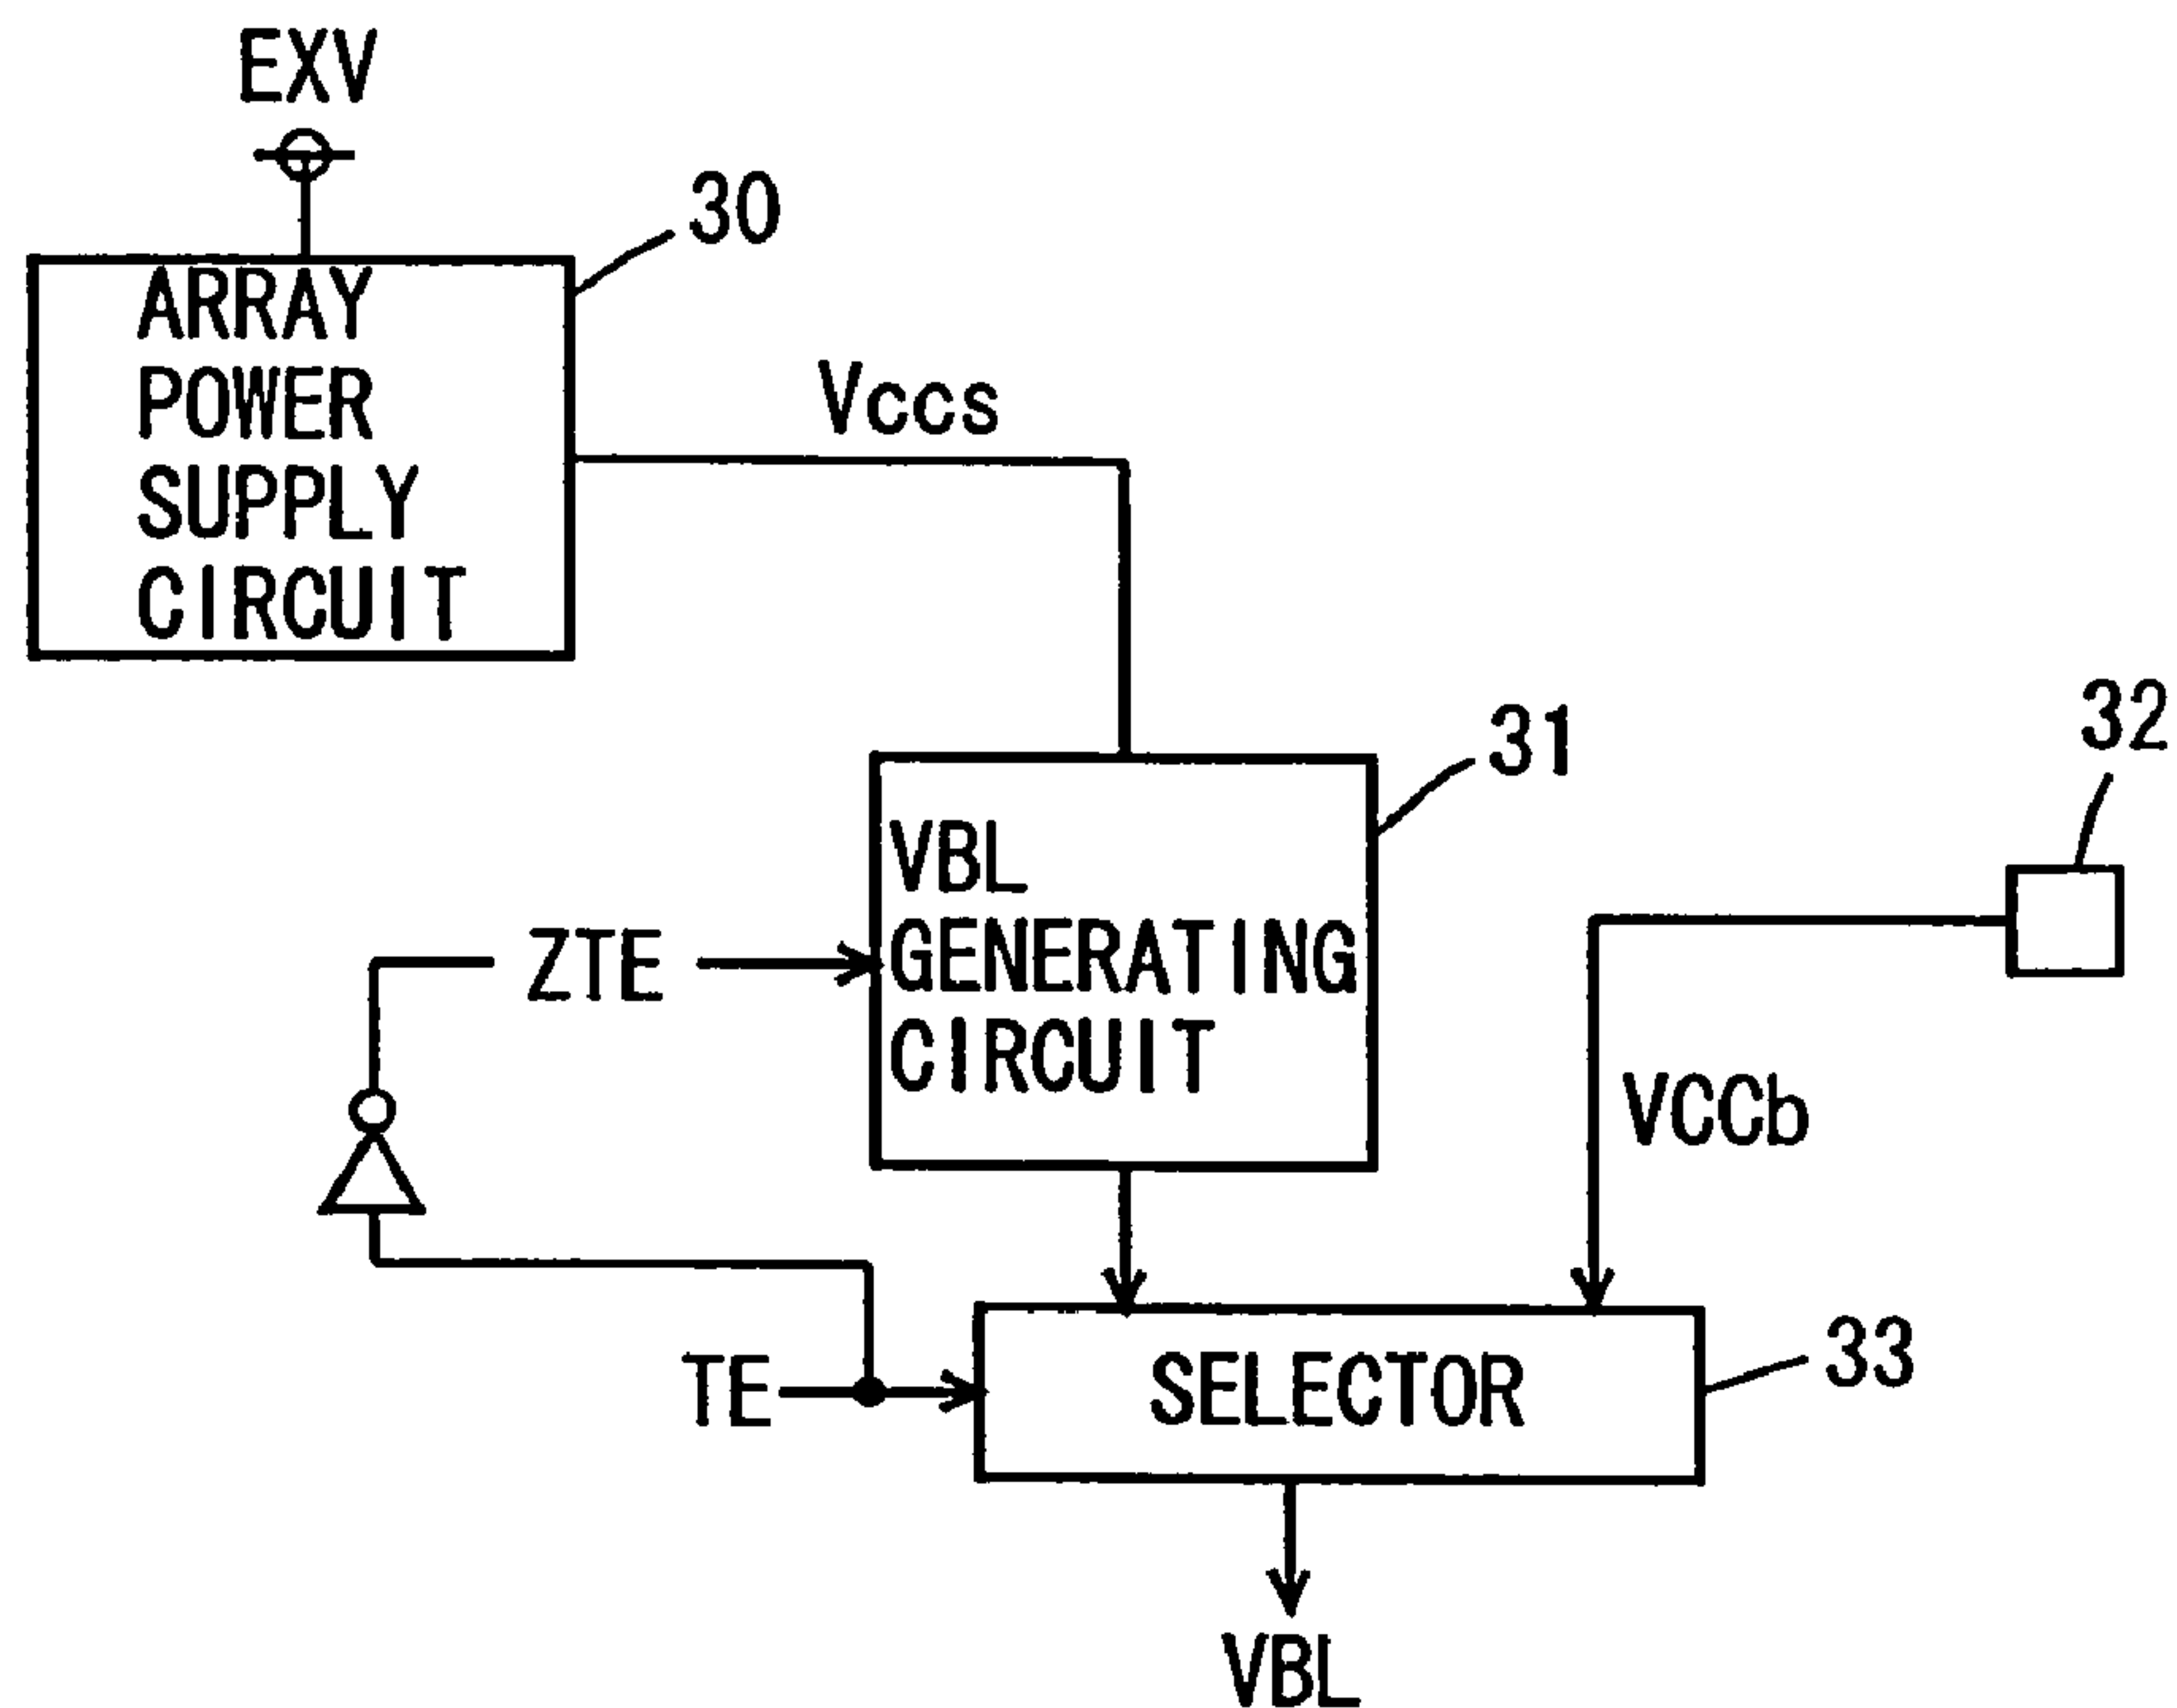 EXV
30
ARRAY
POWER
SUPPLY
CIRCUIT
Vccs
31
32
VBL
GENERATING
CIRCUIT
ZTE
VCCb
TE
SELECTOR
33
VBL